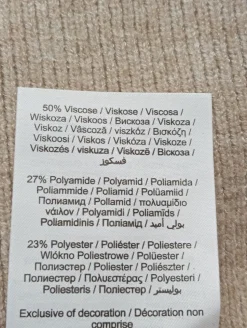 50% Viscose / Viskose / Viscosa /
Wiskoza / Viskoos / Вискоза / Viskoza /
Viskoz / Vâscoză / viszkóz / Βισκόζη /
Viskoosi / Viskos / Viskóza / Viskoze /
Viskozės / viskuza / Viskozë / Віскоза /
فسكوز
27% Polyamide / Polyamid / Poliamida /
Poliammide / Poliamid / Polüamiid /
Полиамид / Poliamid / πολυαμίδιο
νάιλον / Polyamidi / Poliamīds /
Poliamidinis / Поліамід / بولي أميد
23% Polyester / Poliéster / Poliestere /
Włókno Poliestrowe / Polüester /
Полиэстер / Poliester / Poliészter /
Полиестер / Πολυεστέρας / Polyesteri /
Poliesteris / Поліестер / بوليستر
Exclusive of decoration / Décoration non
comprise